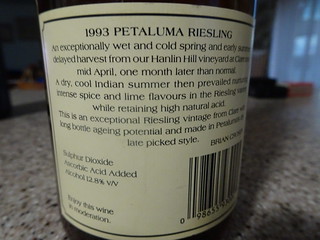 1993 PETALUMA RIESLING
An exceptionally wet and cold spring and early summer
delayed harvest from our Hanlin Hill vineyard at Clare
mid April, one month later than normal.
A dry, cool Indian summer then prevailed
intense spice and lime flavours in the Riesling
while retaining high natural acid.
This is an exceptional Riesling vintage from Clare with
long bottle ageing potential and made in Petaluma's
late picked style.
BRIAN
Sulphur Dioxide
Ascorbic Acid Added
Alcohol 12.8% V/V
Enjoy this wine
in moderation.